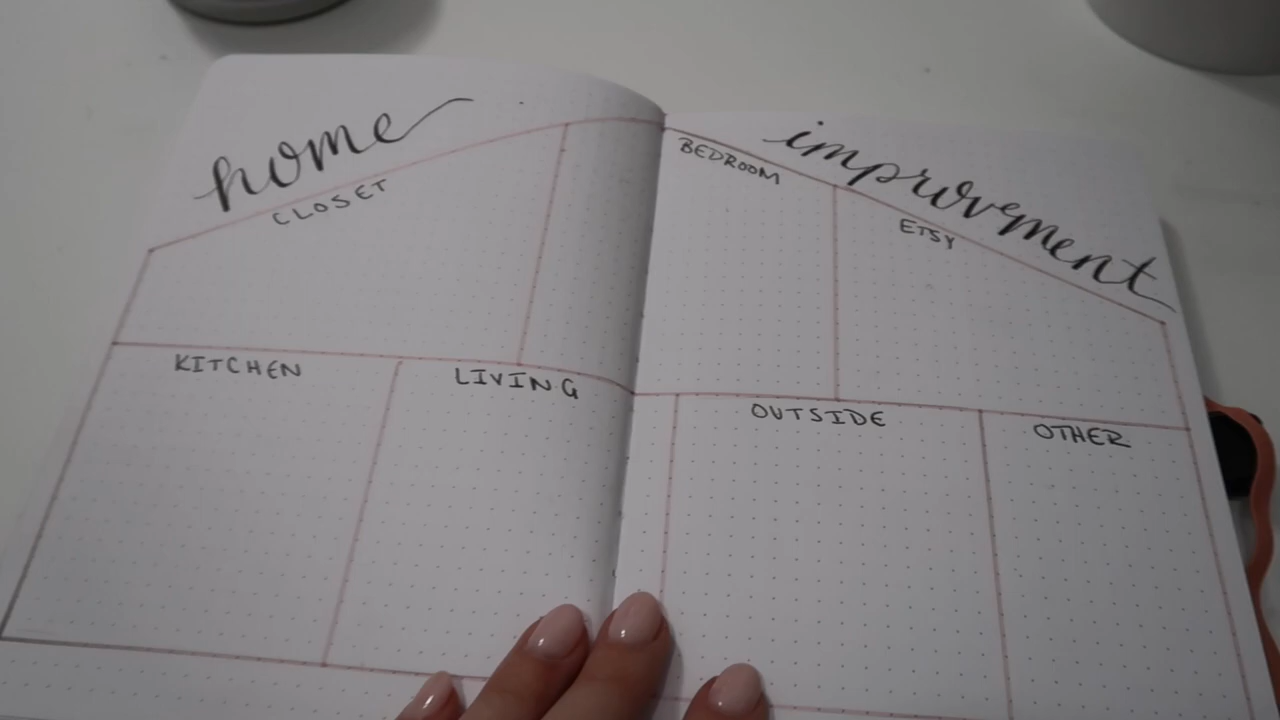 home
improvement
CLOSET
BEDROOM
ETSY
KITCHEN
LIVING
OUTSIDE
OTHER